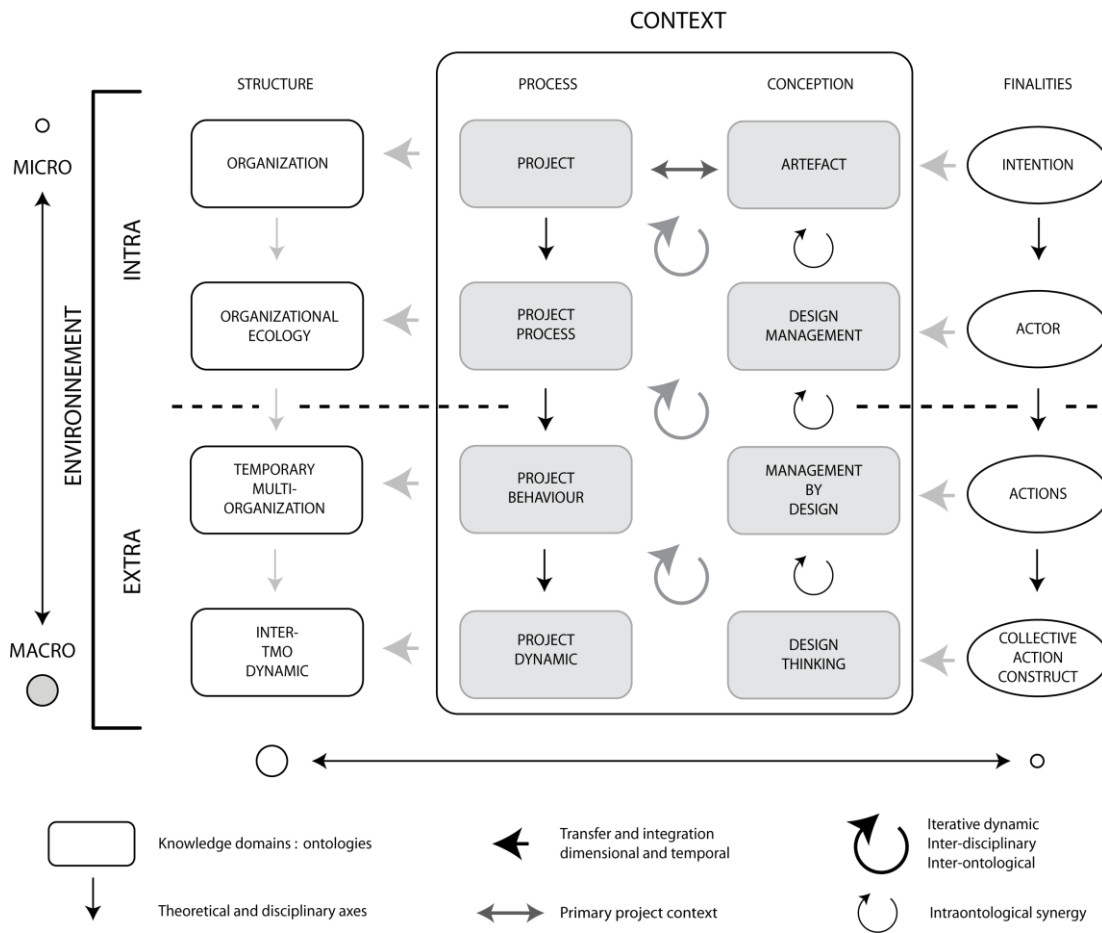 CONTEXT
STRUCTURE
PROCESS
CONCEPTION
FINALITIES
MICRO
MACRO
ENVIRONNEMENT
INTRA
EXTRA
ORGANIZATION
PROJECT
ARTEFACT
INTENTION
ORGANIZATIONAL
ECOLOGY
PROJECT
PROCESS
DESIGN
MANAGEMENT
ACTOR
TEMPORARY
MULTI-
ORGANIZATION
PROJECT
BEHAVIOUR
MANAGEMENT
BY
DESIGN
ACTIONS
INTER-
TMO
DYNAMIC
PROJECT
DYNAMIC
DESIGN
THINKING
COLLECTIVE
ACTION
CONSTRUCT
Knowledge domains : ontologies
Transfer and integration
dimensional and temporal
Iterative dynamic
Inter-disciplinary
Inter-ontological
Theoretical and disciplinary axes
Primary project context
Intraontological synergy